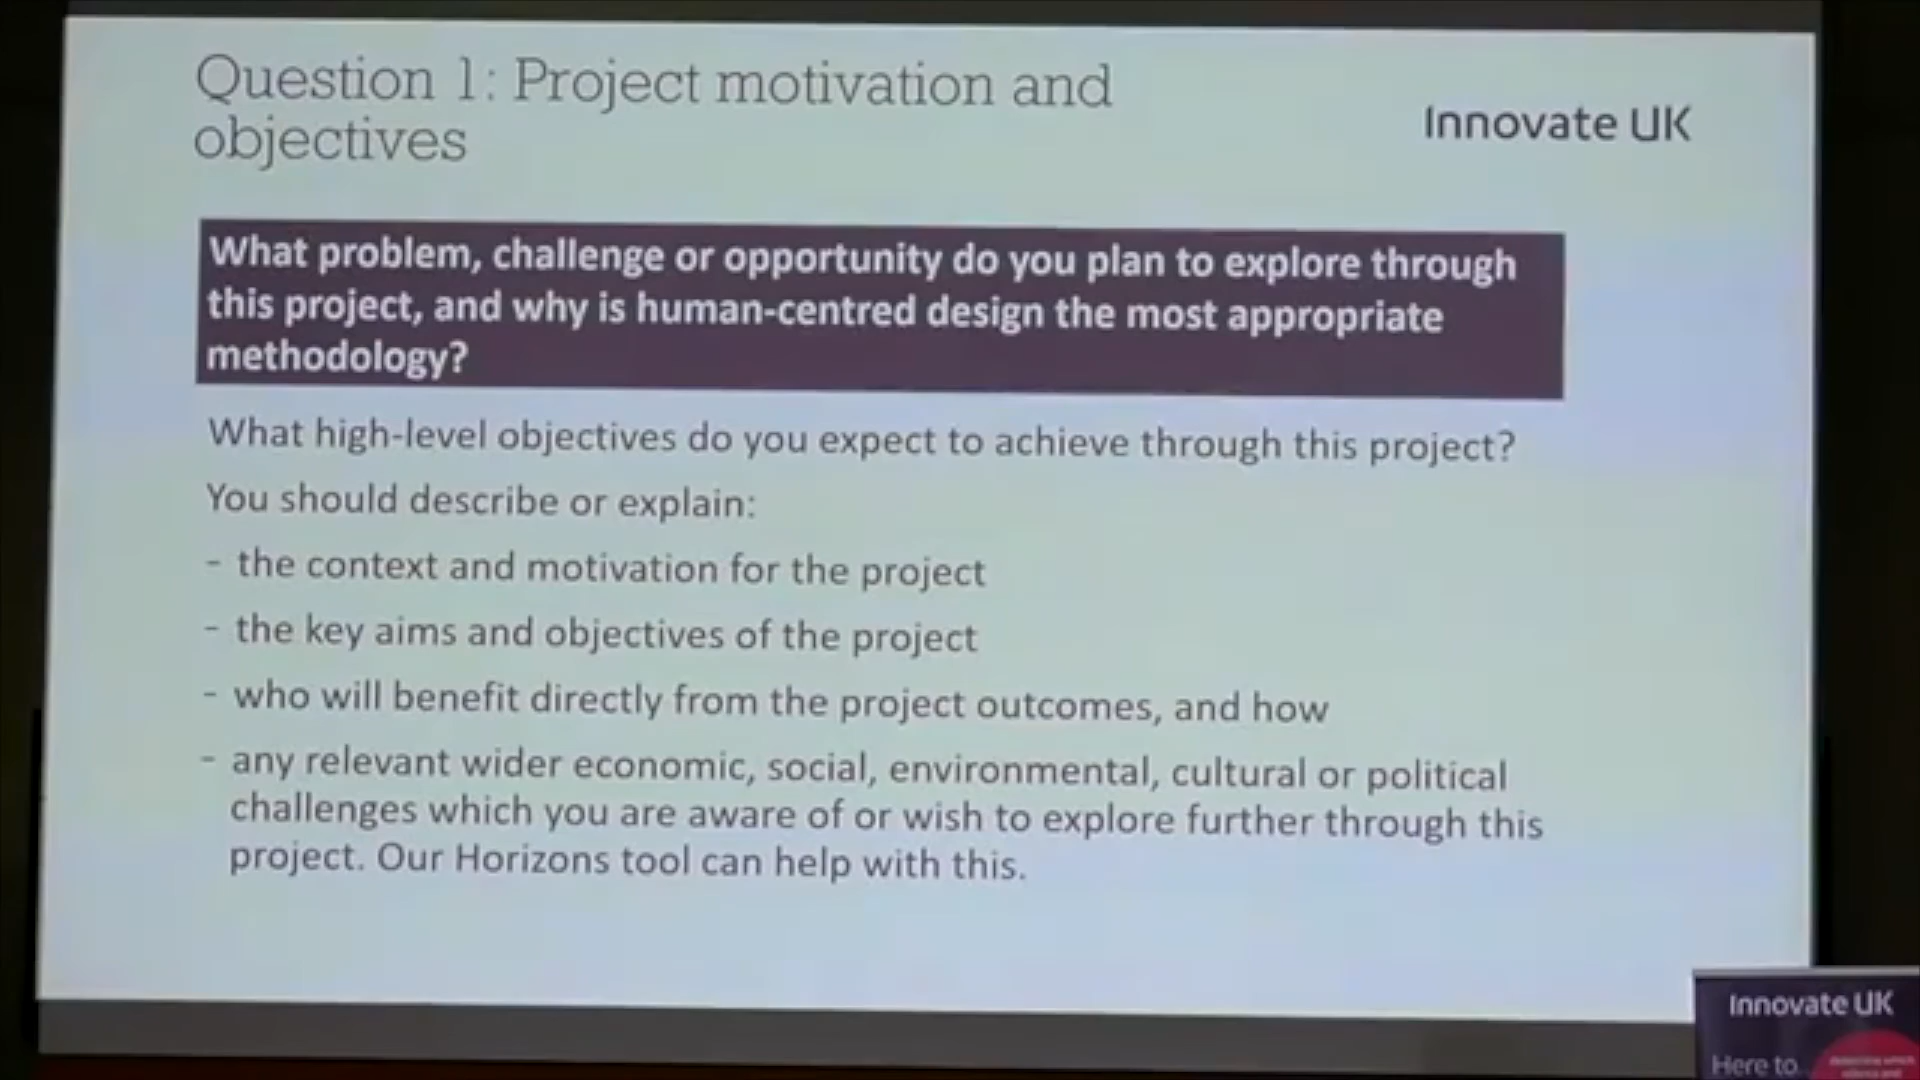 Question 1: Project motivation and
objectives
Innovate UK
What problem, challenge or opportunity do you plan to explore through
this project, and why is human-centred design the most appropriate
methodology?
What high-level objectives do you expect to achieve through this project?
You should describe or explain:
- the context and motivation for the project
- the key aims and objectives of the project
- who will benefit directly from the project outcomes, and how
- any relevant wider economic, social, environmental, cultural or political
challenges which you are aware of or wish to explore further through this
project. Our Horizons tool can help with this.
Innovate UK
Here to